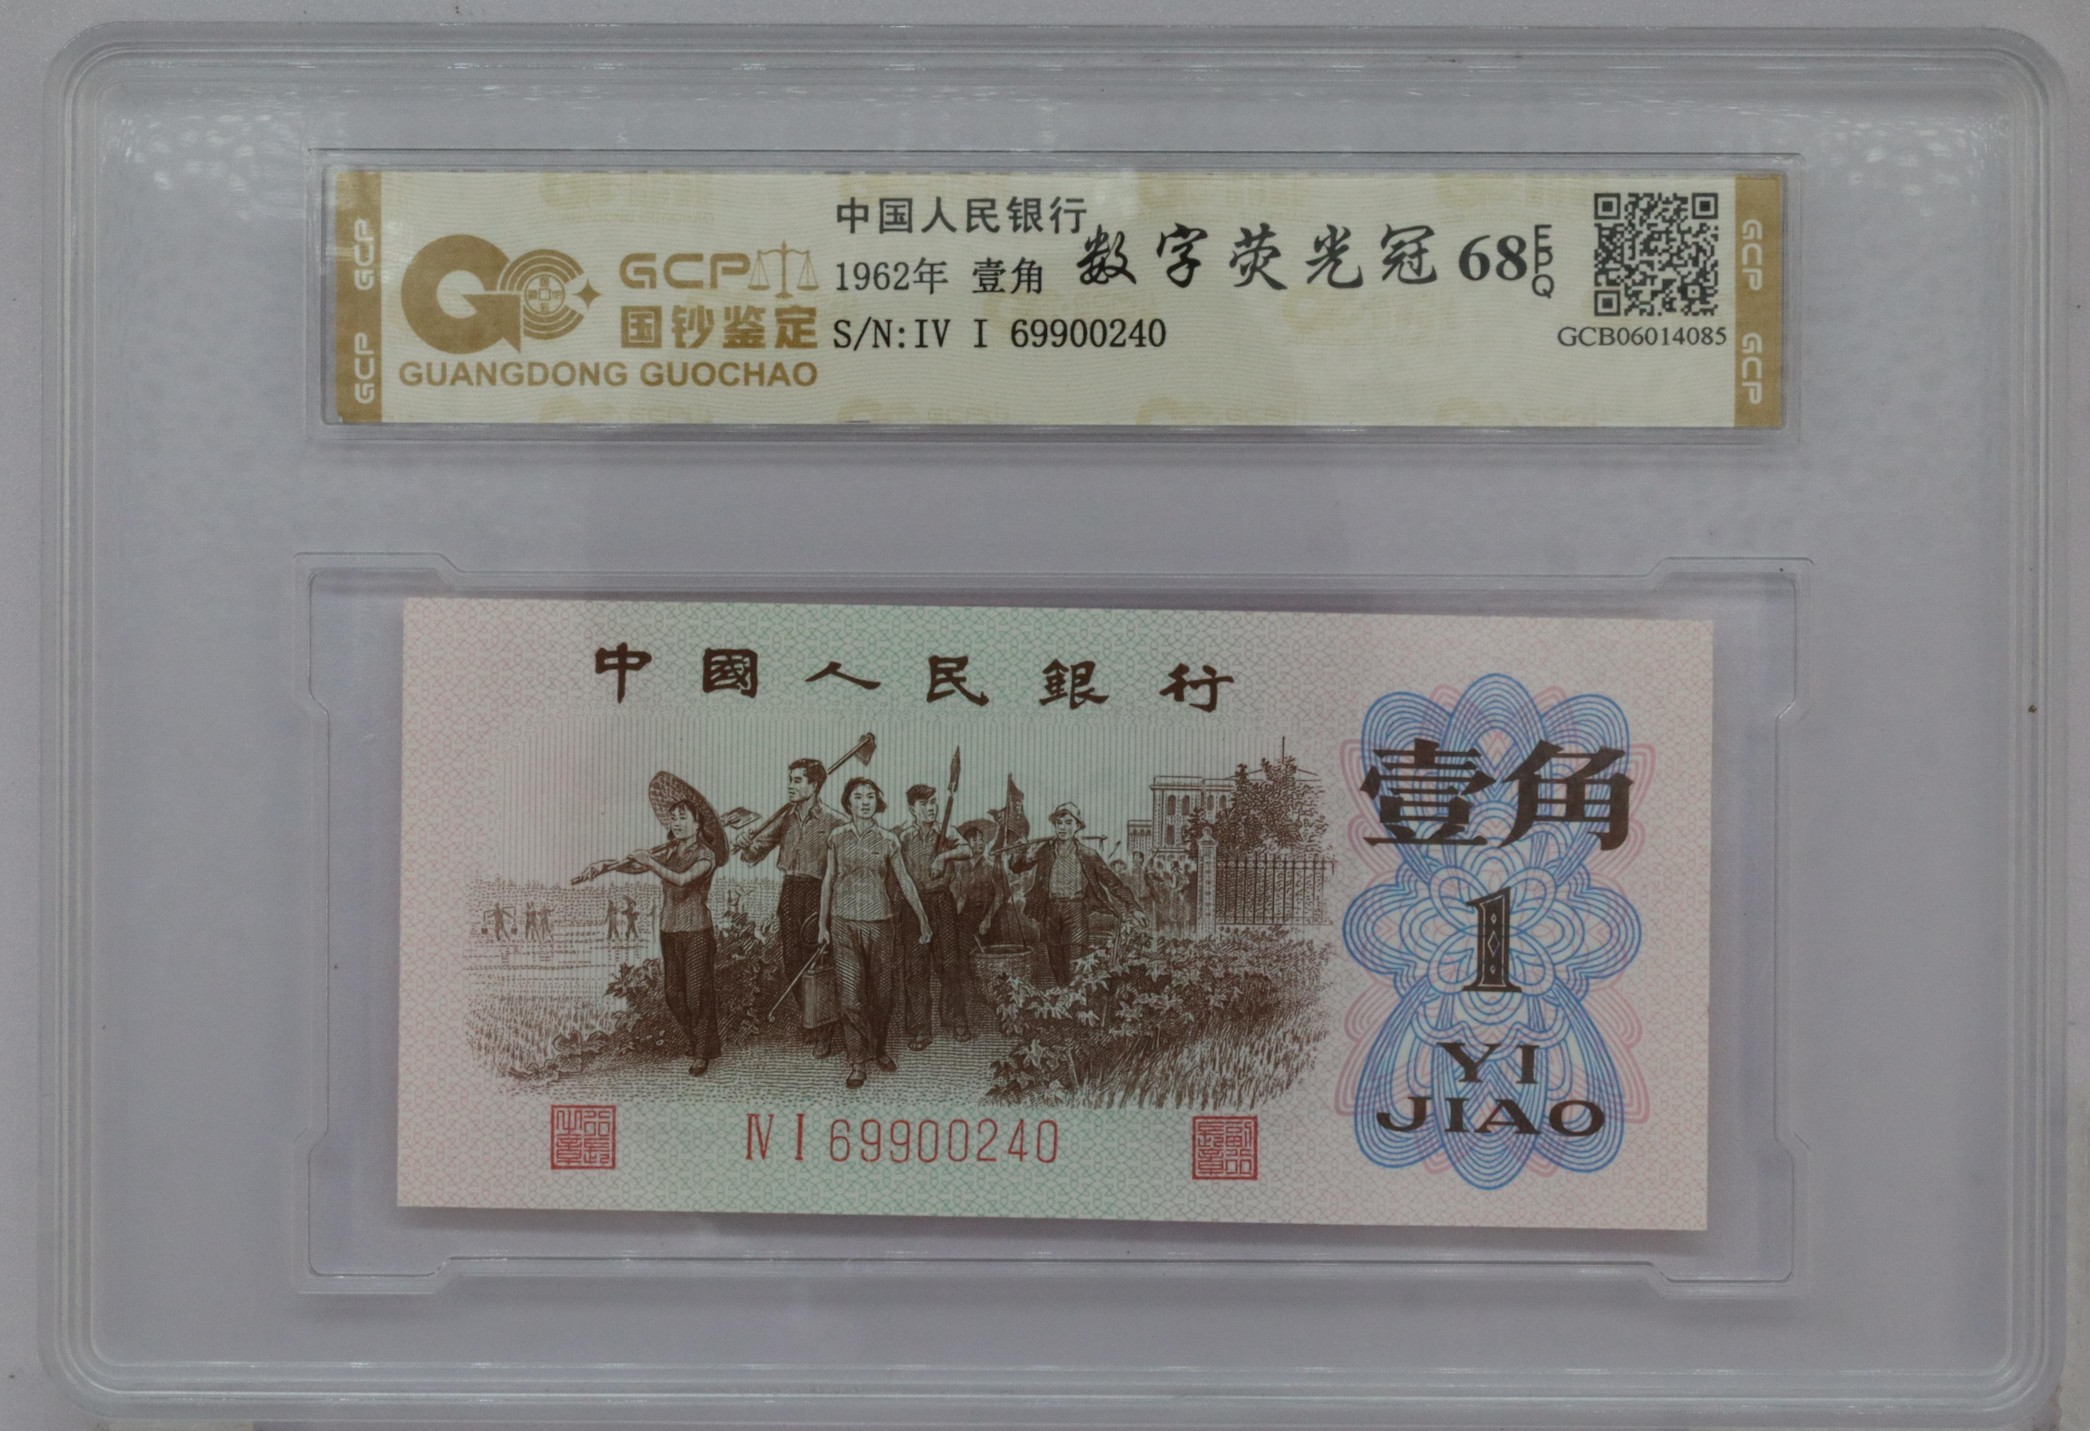 GCP
GCP
GCP
国钞鉴定
GUANGDONG GUOCHAO
中国人民银行
1962年 壹角
S/N:IV I 69900240
数字荧光冠 68 EPQ
GCB06014085
GCP
GCP
中國人民銀行
壹角
1
YI
JIAO
IV I 69900240